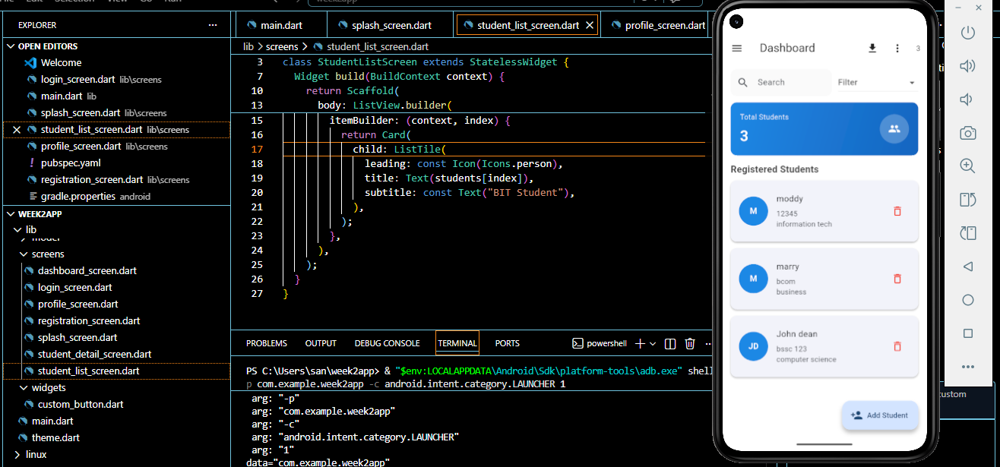 File Edit Selection View Go Run
week2app
EXPLORER
OPEN EDITORS
Welcome
login_screen.dart lib\screens
main.dart lib
splash_screen.dart lib\screens
student_list_screen.dart lib\screens
profile_screen.dart lib\screens
! pubspec.yaml
registration_screen.dart lib\screens
gradle.properties android
WEEK2APP
lib
model
screens
dashboard_screen.dart
login_screen.dart
profile_screen.dart
registration_screen.dart
splash_screen.dart
student_detail_screen.dart
student_list_screen.dart
widgets
custom_button.dart
main.dart
theme.dart
linux
main.dart
splash_screen.dart
student_list_screen.dart
profile_screen.dart
lib > screens > student_list_screen.dart
3 class StudentListScreen extends StatelessWidget {
7 Widget build(BuildContext context) {
10 return Scaffold(
13 body: ListView.builder(
15 itemBuilder: (context, index) {
16 return Card(
17 child: ListTile(
18 leading: const Icon(Icons.person),
19 title: Text(students[index]),
20 subtitle: const Text("BIT Student"),
21 ),
22 );
23 },
24 ),
25 );
26 }
27 }
PROBLEMS
OUTPUT
DEBUG CONSOLE
TERMINAL
PORTS
powershell
PS C:\Users\san\week2app> & "$env:LOCALAPPDATA\Android\Sdk\platform-tools\adb.exe" shell
p com.example.week2app -c android.intent.category.LAUNCHER 1
arg: "-p"
arg: "com.example.week2app"
arg: "-c"
arg: "android.intent.category.LAUNCHER"
arg: "1"
data="com.example.week2app"
Dashboard
3
Search
Filter
Total Students
3
Registered Students
M
moddy
12345
information tech
M
marry
bcom
business
JD
John dean
bssc 123
computer science
Add Student
custom